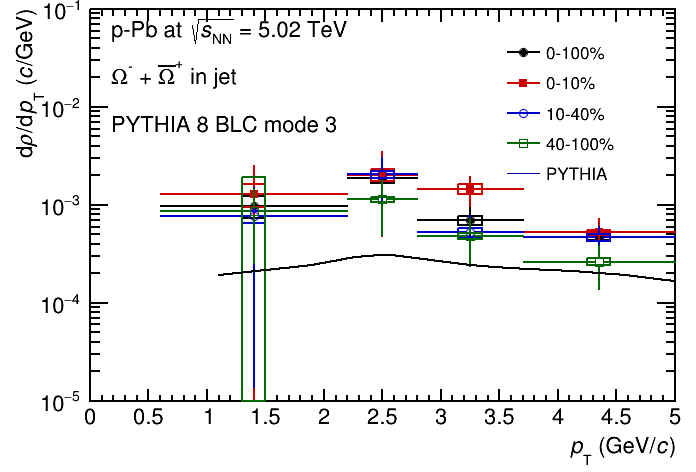 p-Pb at √s_NN = 5.02 TeV
Ω⁻ + Ω̅⁺ in jet
PYTHIA 8 BLC mode 3
0-100%
0-10%
10-40%
40-100%
PYTHIA
dρ/dp_T (c/GeV)
10⁻¹
10⁻²
10⁻³
10⁻⁴
10⁻⁵
0 0.5 1 1.5 2 2.5 3 3.5 4 4.5 5
p_T (GeV/c)